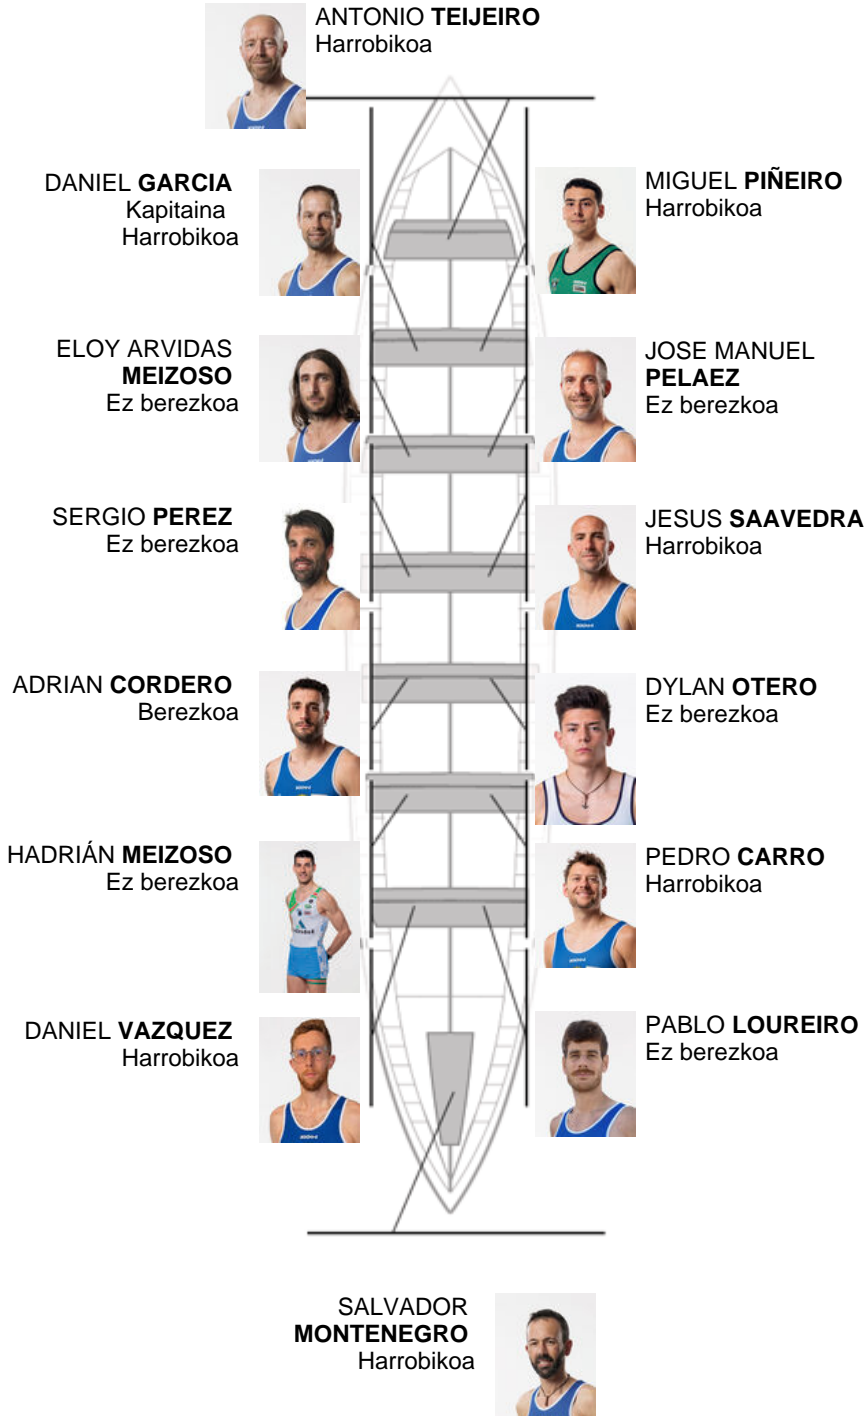 ANTONIO TEIJEIRO
Harrobikoa
DANIEL GARCIA
Kapitaina
Harrobikoa
MIGUEL PIÑEIRO
Harrobikoa
ELOY ARVIDAS
MEIZOSO
Ez berezkoa
JOSE MANUEL
PELAEZ
Ez berezkoa
SERGIO PEREZ
Ez berezkoa
JESUS SAAVEDRA
Harrobikoa
ADRIAN CORDERO
Berezkoa
DYLAN OTERO
Ez berezkoa
HADRIÁN MEIZOSO
Ez berezkoa
PEDRO CARRO
Harrobikoa
DANIEL VAZQUEZ
Harrobikoa
PABLO LOUREIRO
Ez berezkoa
SALVADOR
MONTENEGRO
Harrobikoa